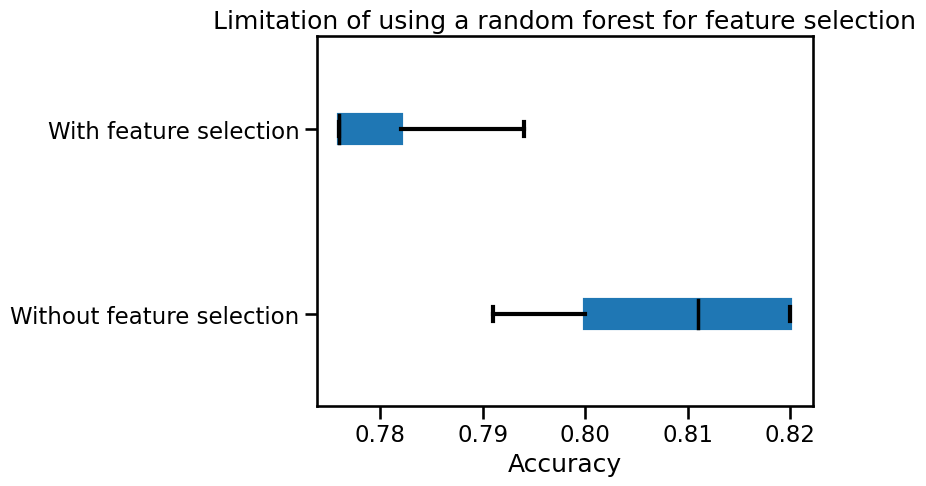 Limitation of using a random forest for feature selection
With feature selection
Without feature selection
0.78 0.79 0.80 0.81 0.82
Accuracy